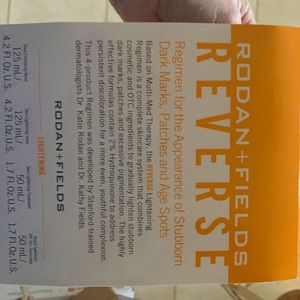 RODAN+FIELDS
REVERSE
Regimen for the Appearance of Stubborn
Dark Marks, Patches and Age Spots
Based on Multi-Med Therapy, the REVERSE Lightening
Regimen is a complete skincare system that combines
cosmetic and OTC ingredients to gradually lighten stubborn
dark marks, patches and excessive pigmentation. The highly
effective formulas contain 2% Hydroquinone to address
persistent discoloration for a more even, youthful complexion.
This 4-product Regimen was developed by Stanford-trained
dermatologists Dr. Katie Rodan and Dr. Kathy Fields.
RODAN+FIELDS
LIGHTENING
125 mL/
4.2 Fl. Oz. U.S.
125 mL/
4.2 Fl. Oz. U.S.
50 mL/
1.7 Fl. Oz. U.S.
50 mL/
1.7 Fl. Oz. U.S.